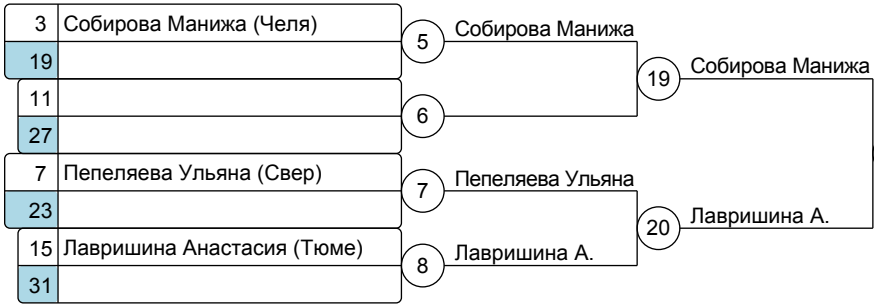 3 Собирова Манижа (Челя)
19
5 Собирова Манижа
11
27
6
19 Собирова Манижа
7 Пепеляева Ульяна (Свер)
23
7 Пепеляева Ульяна
15 Лавришина Анастасия (Тюме)
31
8 Лавришина А.
20 Лавришина А.